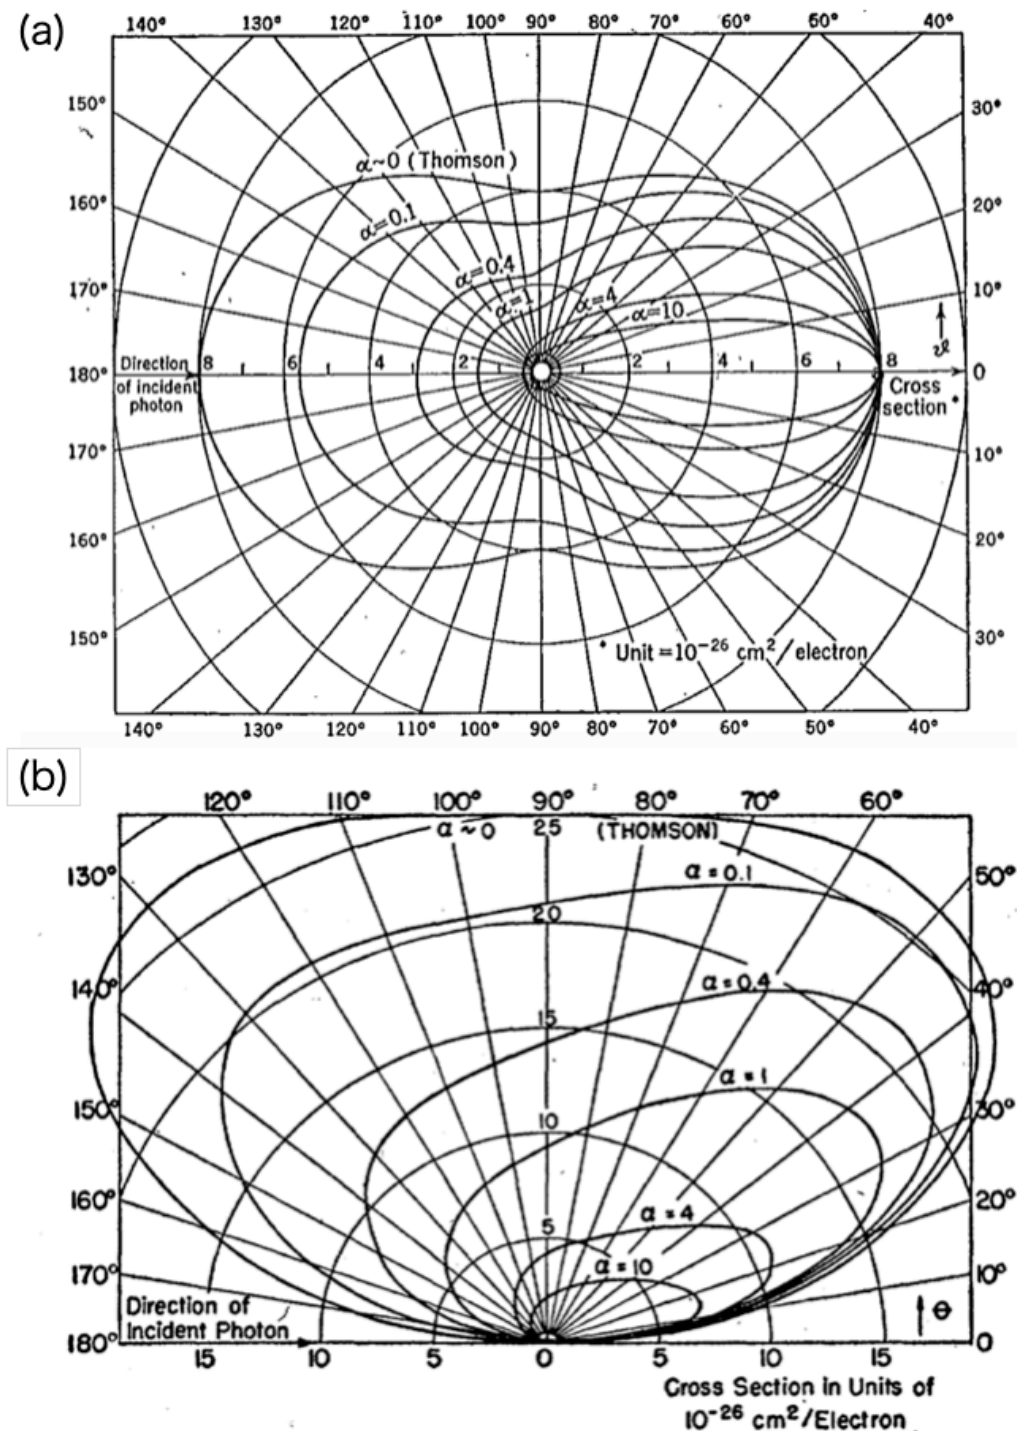 (a)
140° 130° 120° 110° 100° 90° 80° 70° 60° 50° 40°
150° 30°
α~0 (Thomson)
160° 20°
α=0.1
α=0.4
170° 10°
α=1 α=4 α=10
ϑ
Direction 8 6 4 2 2 4 6 8
180° 0
of incident Cross
photon section *
170° 10°
160° 20°
150° 30°
* Unit = 10⁻²⁶ cm²/electron
140° 130° 120° 110° 100° 90° 80° 70° 60° 50° 40°
(b)
120° 110° 100° 90° 80° 70° 60°
α ~ 0 25 (THOMSON)
130° α = 0.1 50°
20
140° α = 0.4 40°
15
α = 1
150° 30°
10
160° α = 4 20°
5
α = 10
170° 10°
Direction of θ
Incident Photon
180° 0
15 10 5 0 5 10 15
Cross Section in Units of
10⁻²⁶ cm²/Electron